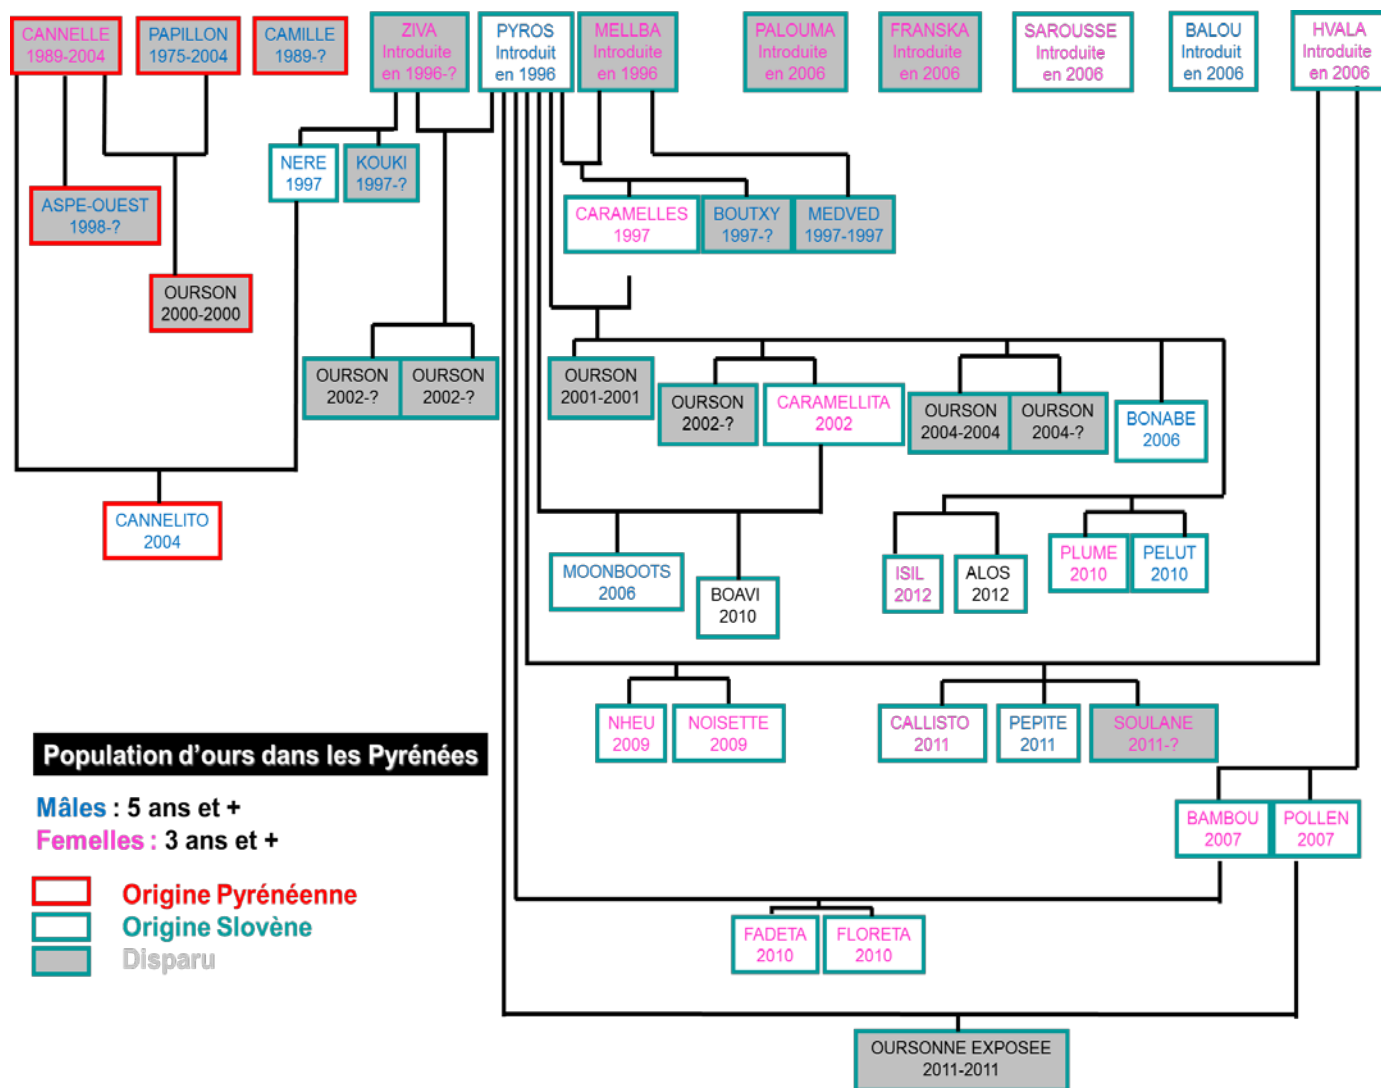 CANNELLE
1989-2004
PAPILLON
1975-2004
CAMILLE
1989-?
ZIVA
Introduite
en 1996-?
PYROS
Introduit
en 1996
MELLBA
Introduite
en 1996
PALOUMA
Introduite
en 2006
FRANSKA
Introduite
en 2006
SAROUSSE
Introduite
en 2006
BALOU
Introduit
en 2006
HVALA
Introduite
en 2006
NERE
1997
KOUKI
1997-?
ASPE-OUEST
1998-?
CARAMELLES
1997
BOUTXY
1997-?
MEDVED
1997-1997
OURSON
2000-2000
OURSON
2002-?
OURSON
2002-?
OURSON
2001-2001
OURSON
2002-?
CARAMELLITA
2002
OURSON
2004-2004
OURSON
2004-?
BONABE
2006
CANNELITO
2004
MOONBOOTS
2006
BOAVI
2010
ISIL
2012
ALOS
2012
PLUME
2010
PELUT
2010
NHEU
2009
NOISETTE
2009
CALLISTO
2011
PEPITE
2011
SOULANE
2011-?
Population d'ours dans les Pyrénées
Mâles : 5 ans et +
Femelles : 3 ans et +
Origine Pyrénéenne
Origine Slovène
Disparu
BAMBOU
2007
POLLEN
2007
FADETA
2010
FLORETA
2010
OURSONNE EXPOSEE
2011-2011